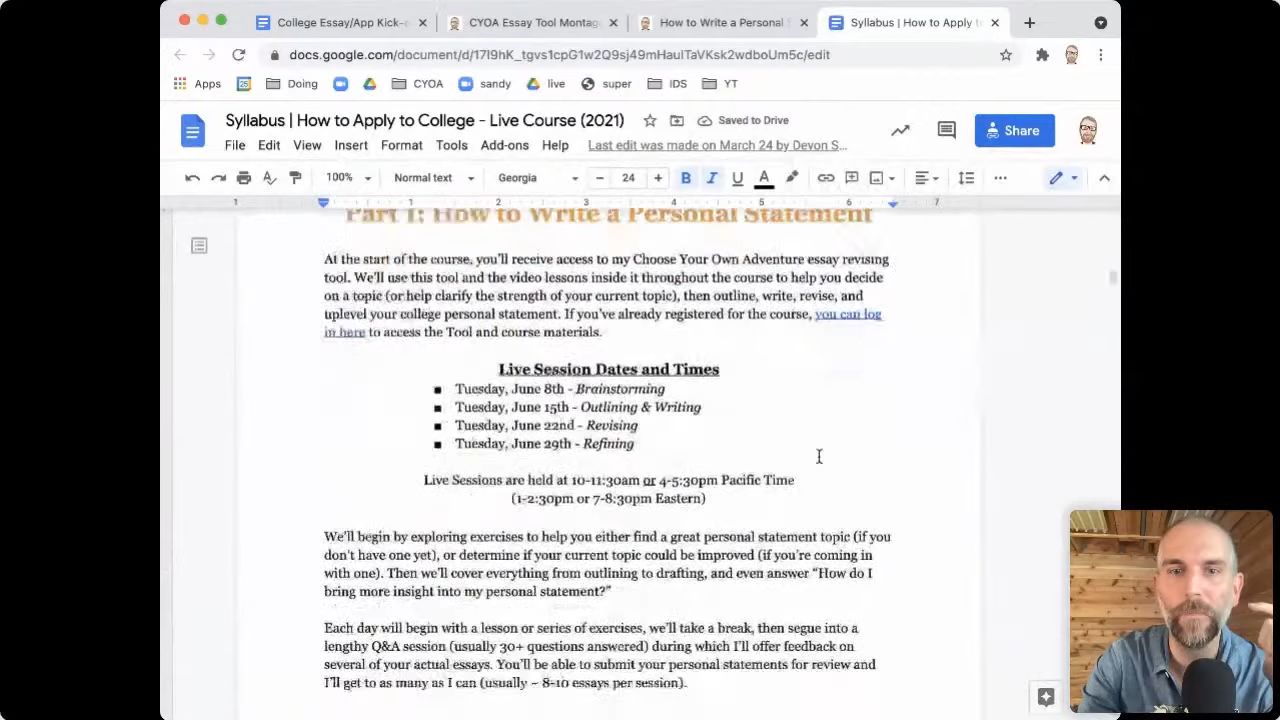 College Essay/App Kick-
CYOA Essay Tool Montag
How to Write a Personal
Syllabus | How to Apply to
docs.google.com/document/d/17I9hK_tgvs1cpG1w2Q9sj49mHaulTaVKsk2wdboUm5c/edit
Apps
Doing
CYOA
sandy
live
super
IDS
YT
Syllabus | How to Apply to College - Live Course (2021)
Saved to Drive
Share
File Edit View Insert Format Tools Add-ons Help Last edit was made on March 24 by Devon S...
100% Normal text Georgia 24 B I U A
1 1 2 3 4 5 6 7
Part I: How to Write a Personal Statement
At the start of the course, you'll receive access to my Choose Your Own Adventure essay revising
tool. We'll use this tool and the video lessons inside it throughout the course to help you decide
on a topic (or help clarify the strength of your current topic), then outline, write, revise, and
uplevel your college personal statement. If you've already registered for the course, you can log
in here to access the Tool and course materials.
Live Session Dates and Times
Tuesday, June 8th - Brainstorming
Tuesday, June 15th - Outlining & Writing
Tuesday, June 22nd - Revising
Tuesday, June 29th - Refining
Live Sessions are held at 10-11:30am or 4-5:30pm Pacific Time
(1-2:30pm or 7-8:30pm Eastern)
We'll begin by exploring exercises to help you either find a great personal statement topic (if you
don't have one yet), or determine if your current topic could be improved (if you're coming in
with one). Then we'll cover everything from outlining to drafting, and even answer "How do I
bring more insight into my personal statement?"
Each day will begin with a lesson or series of exercises, we'll take a break, then segue into a
lengthy Q&A session (usually 30+ questions answered) during which I'll offer feedback on
several of your actual essays. You'll be able to submit your personal statements for review and
I'll get to as many as I can (usually ~ 8-10 essays per session).